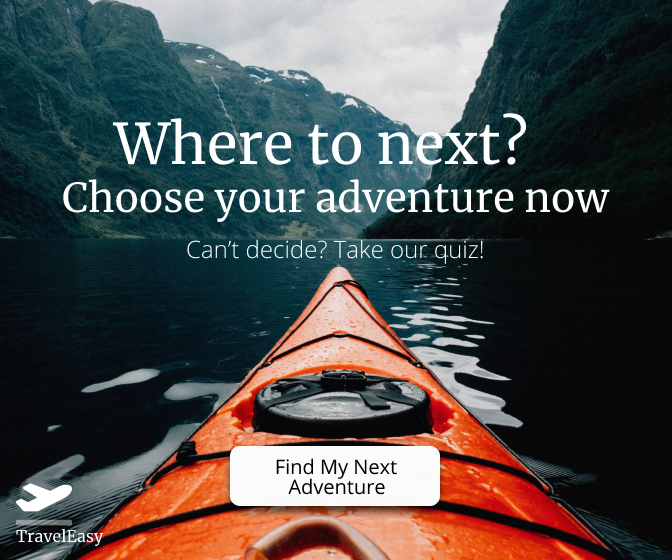 Where to next?
Choose your adventure now
Can't decide? Take our quiz!
Find My Next
Adventure
TravelEasy